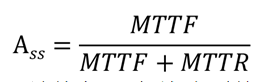 A_ss = MTTF / (MTTF + MTTR)